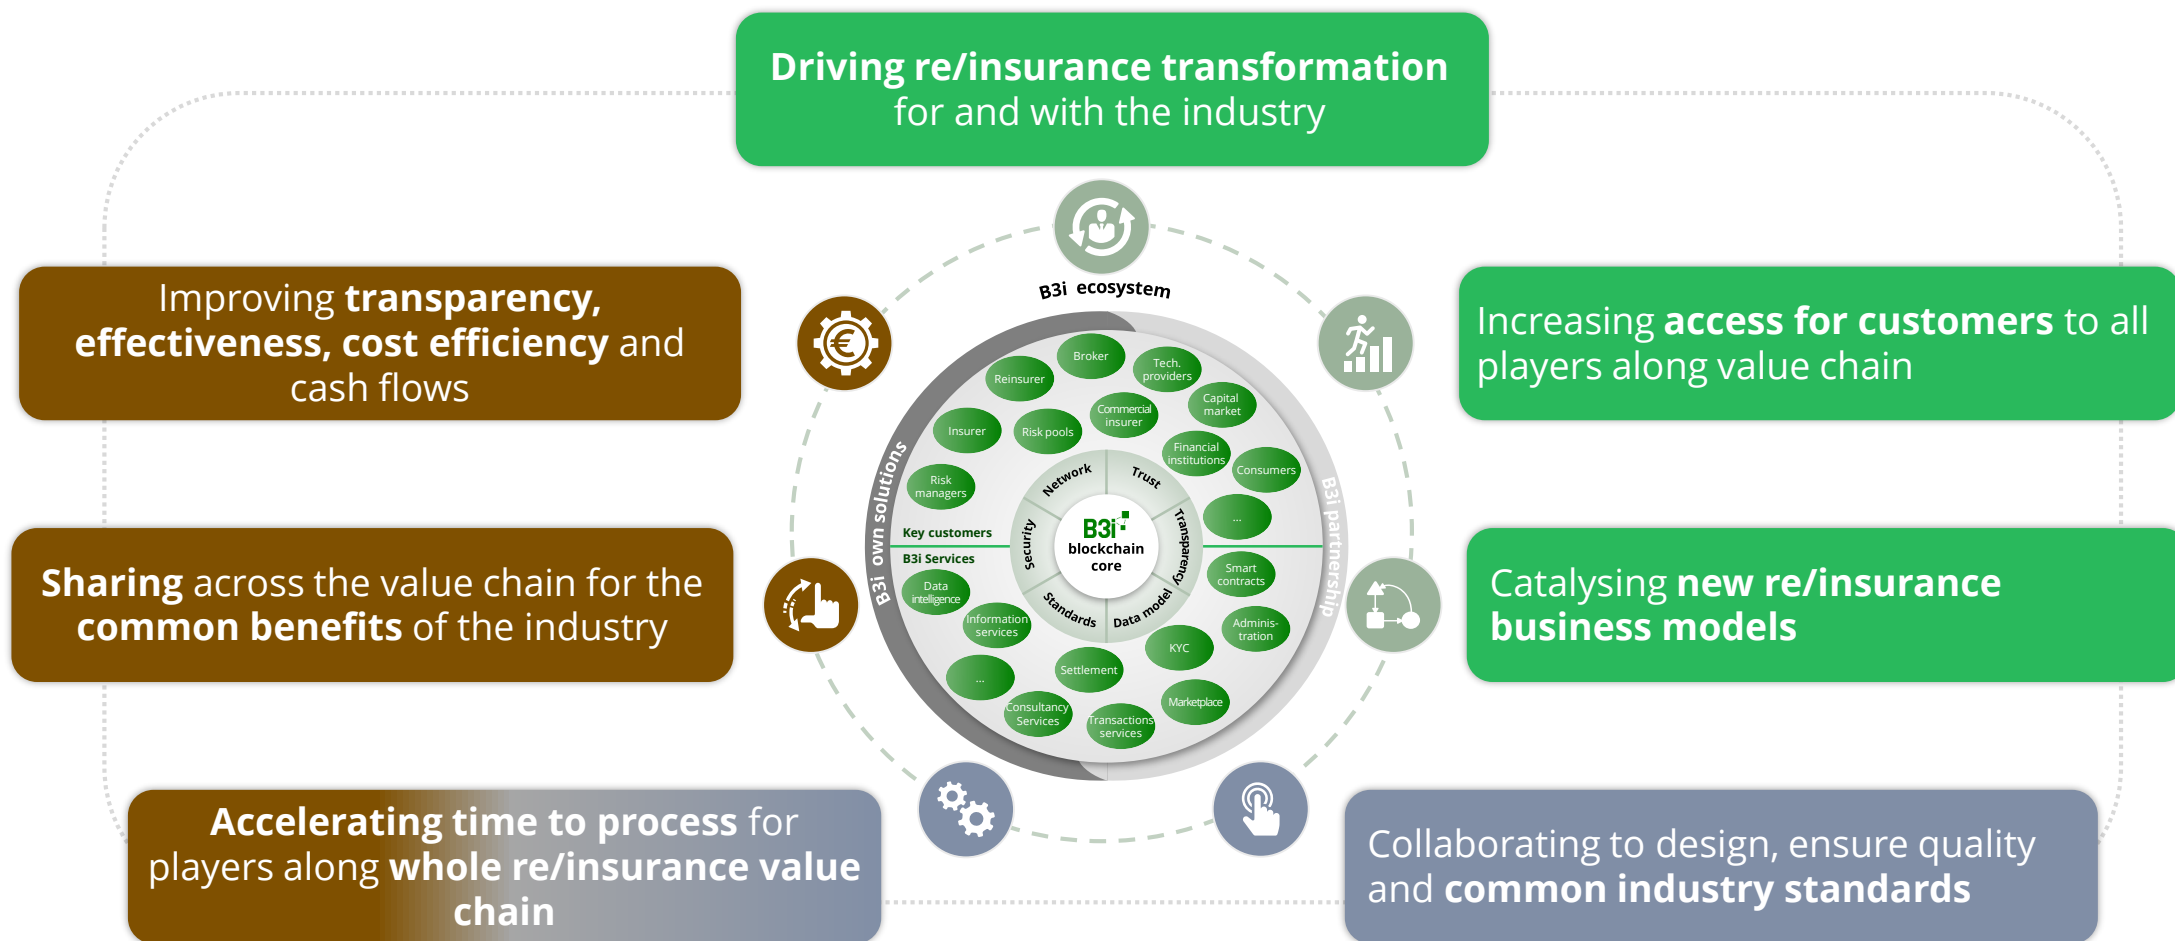 Driving re/insurance transformation
for and with the industry
Improving transparency,
effectiveness, cost efficiency and
cash flows
Increasing access for customers to all
players along value chain
Sharing across the value chain for the
common benefits of the industry
Catalysing new re/insurance
business models
Accelerating time to process for
players along whole re/insurance value
chain
Collaborating to design, ensure quality
and common industry standards
B3i ecosystem
B3i own solutions
B3i partnership
Broker
Reinsurer
Tech.
providers
Capital
market
Commercial
insurer
Insurer
Risk pools
Financial
institutions
Consumers
Risk
managers
...
Key customers
B3i Services
Network
Trust
Security
Transparency
Standards
Data model
B3i
blockchain
core
Data
intelligence
Smart
contracts
Information
services
Adminis-
tration
KYC
Settlement
...
Consultancy
Services
Transactions
services
Marketplace